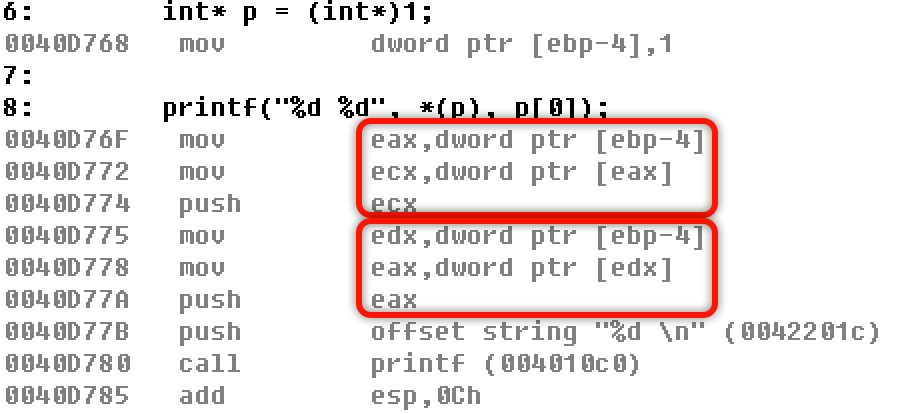 6: int* p = (int*)1;
0040D768 mov dword ptr [ebp-4],1
7:
8: printf("%d %d", *(p), p[0]);
0040D76F mov eax,dword ptr [ebp-4]
0040D772 mov ecx,dword ptr [eax]
0040D774 push ecx
0040D775 mov edx,dword ptr [ebp-4]
0040D778 mov eax,dword ptr [edx]
0040D77A push eax
0040D77B push offset string "%d \n" (0042201c)
0040D780 call printf (004010c0)
0040D785 add esp,0Ch